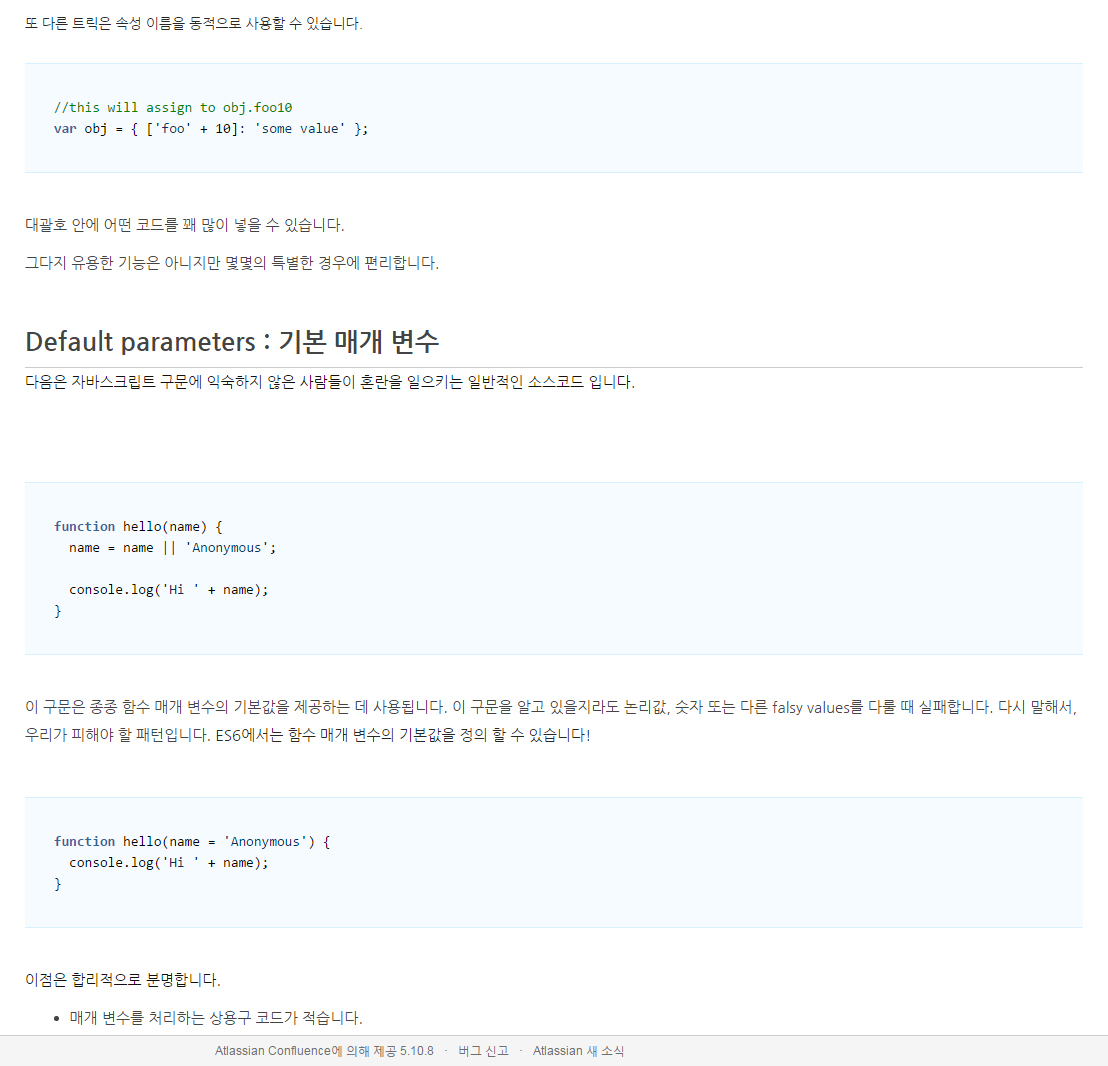 또 다른 트릭은 속성 이름을 동적으로 사용할 수 있습니다.
//this will assign to obj.foo10
var obj = { ['foo' + 10]: 'some value' };
대괄호 안에 어떤 코드를 꽤 많이 넣을 수 있습니다.
그다지 유용한 기능은 아니지만 몇몇의 특별한 경우에 편리합니다.
Default parameters : 기본 매개 변수
다음은 자바스크립트 구문에 익숙하지 않은 사람들이 혼란을 일으키는 일반적인 소스코드 입니다.
function hello(name) {
  name = name || 'Anonymous';
  console.log('Hi ' + name);
}
이 구문은 종종 함수 매개 변수의 기본값을 제공하는 데 사용됩니다. 이 구문을 알고 있을지라도 논리값, 숫자 또는 다른 falsy values를 다룰 때 실패합니다. 다시 말해서,
우리가 피해야 할 패턴입니다. ES6에서는 함수 매개 변수의 기본값을 정의 할 수 있습니다!
function hello(name = 'Anonymous') {
  console.log('Hi ' + name);
}
이점은 합리적으로 분명합니다.
• 매개 변수를 처리하는 상용구 코드가 적습니다.
Atlassian Confluence에 의해 제공 5.10.8 · 버그 신고 · Atlassian 새 소식